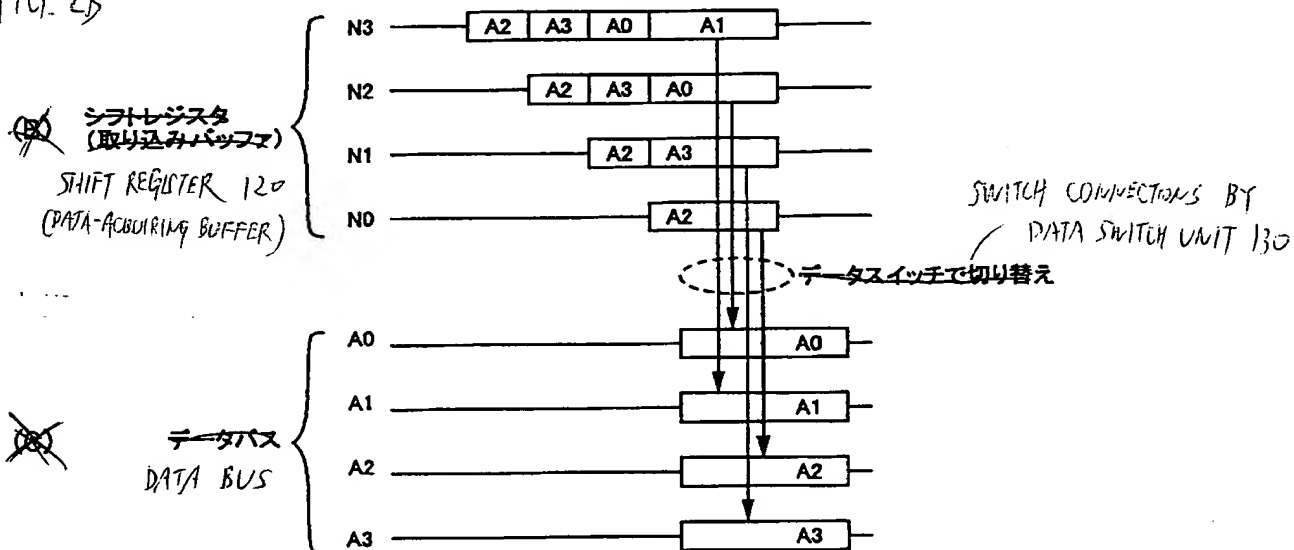 FIG. 2B
N3 A2 A3 A0 A1
N2 A2 A3 A0
シフトレジスタ
(取り込みバッファ)
N1 A2 A3
SHIFT REGISTER 120
(DATA-ACQUIRING BUFFER)
N0 A2
SWITCH CONNECTIONS BY
DATA SWITCH UNIT 130
データスイッチで切り替え
A0 A0
A1 A1
データバス
DATA BUS
A2 A2
A3 A3